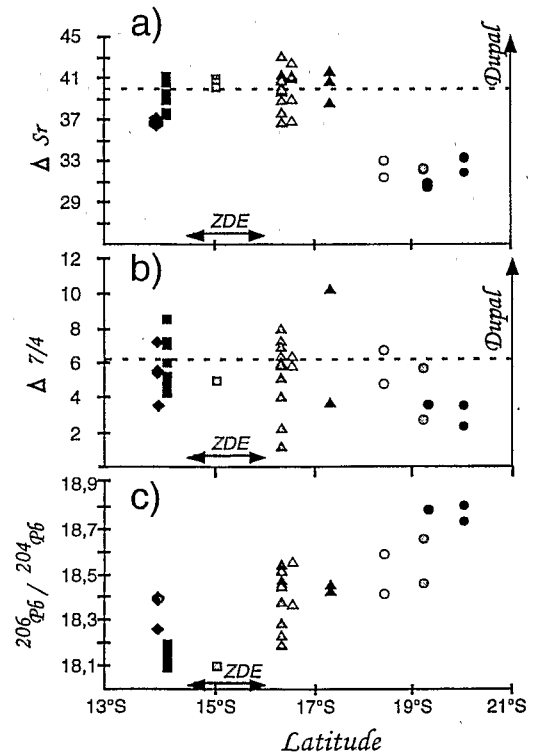 a)
45
41
37
33
29
Δ Sr
Dupal
ZDE
b)
12
10
8
6
4
2
Δ 7/4
Dupal
ZDE
c)
18,9
18,7
18,5
18,3
18,1
206Pb / 204Pb
ZDE
13°S 15°S 17°S 19°S 21°S
Latitude